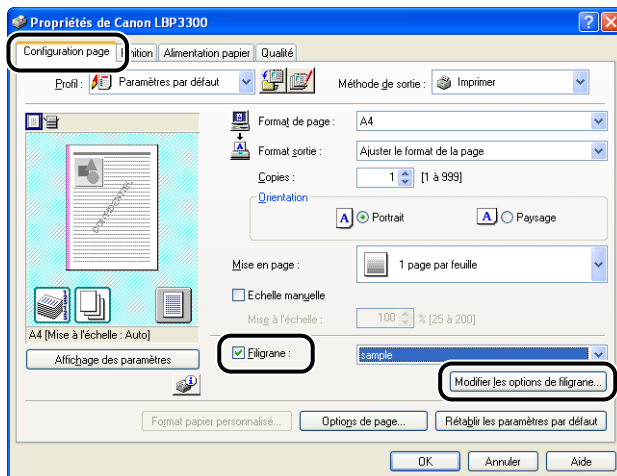 Propriétés de Canon LBP3300
Configuration page
Finition
Alimentation papier
Qualité
Profil :
Paramètres par défaut
Méthode de sortie :
Imprimer
Format de page :
A4
Format sortie :
Ajuster le format de la page
Copies :
1
[1 à 999]
Orientation
A
Portrait
A
Paysage
CONFIDENTIAL
Mise en page :
1 page par feuille
Echelle manuelle
Mise à l'échelle :
100
% [25 à 200]
A4 [Mise à l'échelle : Auto]
Affichage des paramètres
Filigrane :
sample
Modifier les options de filigrane...
Format papier personnalisé...
Options de page...
Rétablir les paramètres par défaut
OK
Annuler
Aide